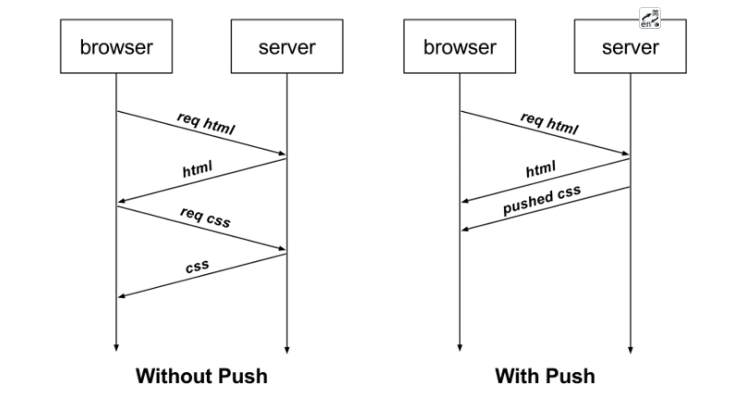 browser
server
req html
html
req css
css
Without Push
browser
server
req html
html
pushed css
With Push
en